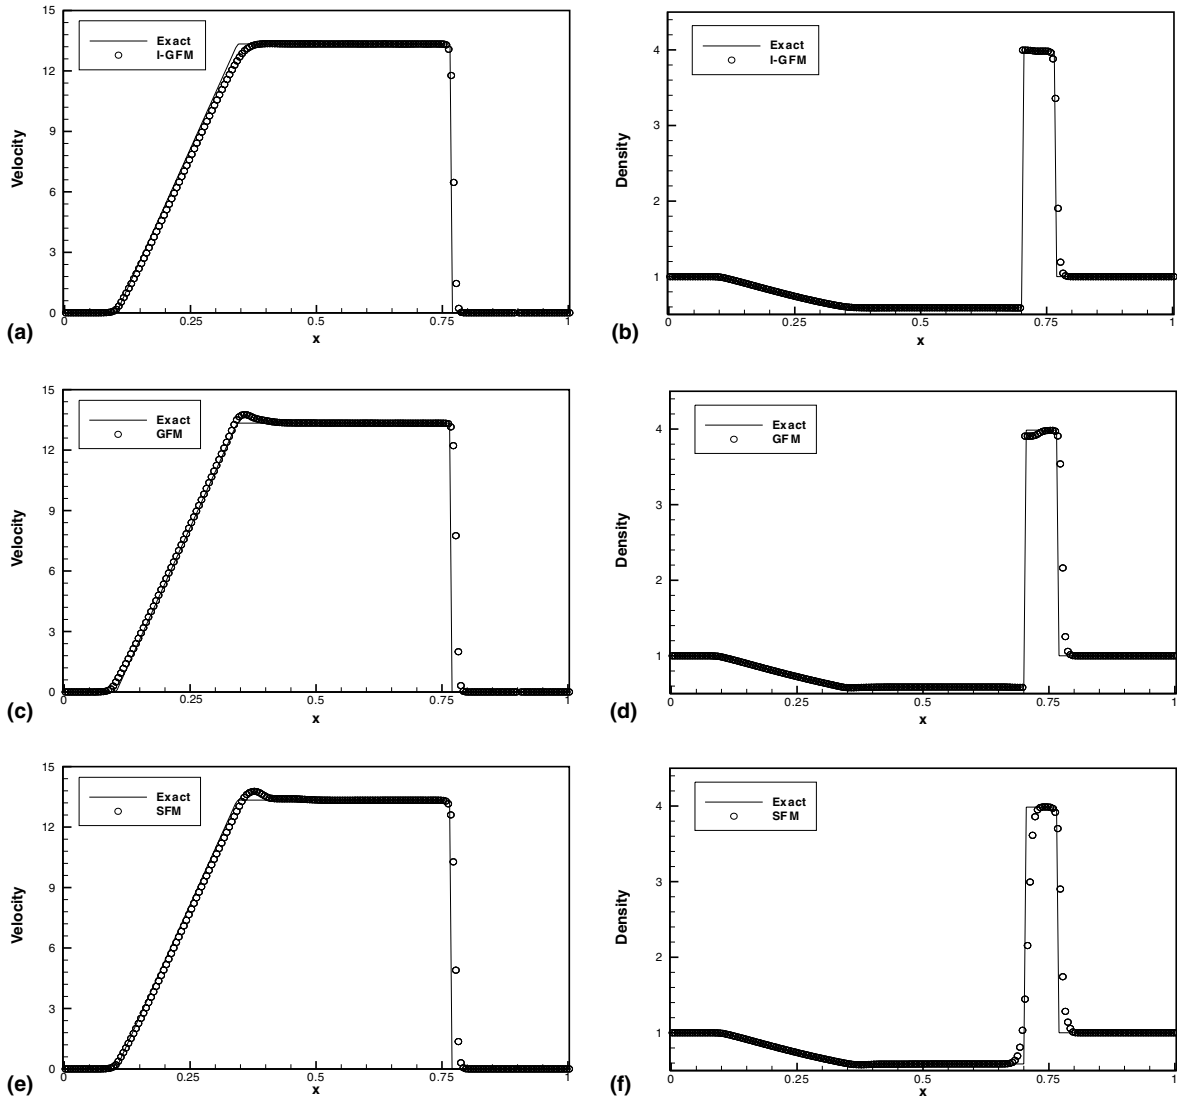 15
12
9
6
3
0
Velocity
Exact
I-GFM
0
0.25
0.5
0.75
1
x
(a)
4
3
2
1
Density
Exact
I-GFM
0
0.25
0.5
0.75
1
x
(b)
15
12
9
6
3
0
Velocity
Exact
GFM
0
0.25
0.5
0.75
1
x
(c)
4
3
2
1
Density
Exact
GFM
0
0.25
0.5
0.75
1
x
(d)
15
12
9
6
3
0
Velocity
Exact
SFM
0
0.25
0.5
0.75
1
x
(e)
4
3
2
1
Density
Exact
SFM
0
0.25
0.5
0.75
1
x
(f)